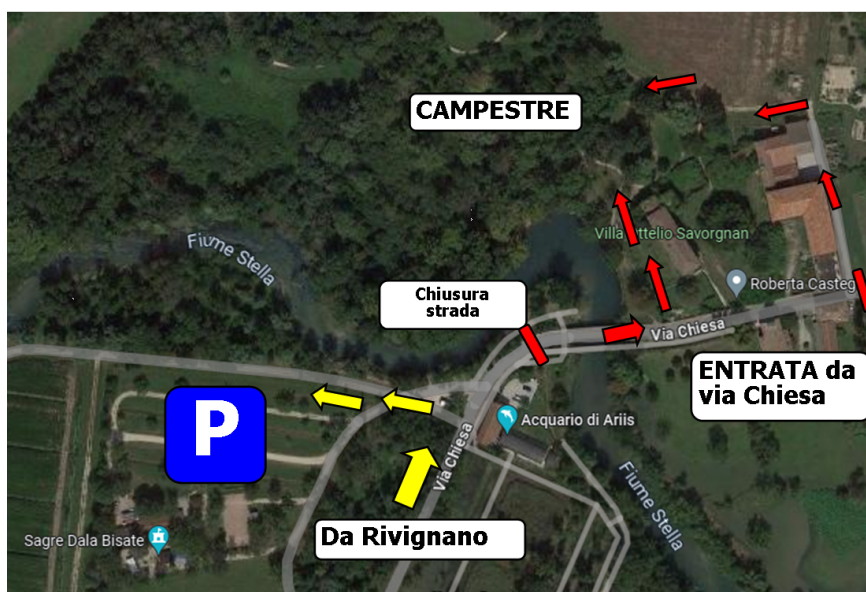 CAMPESTRE
Villa Ottelio Savorgnan
Fiume Stella
Roberta Casteg
Chiusura
strada
Via Chiesa
ENTRATA da
via Chiesa
P
Acquario di Ariis
Via Chiesa
Fiume Stella
Da Rivignano
Sagre Dala Bisate